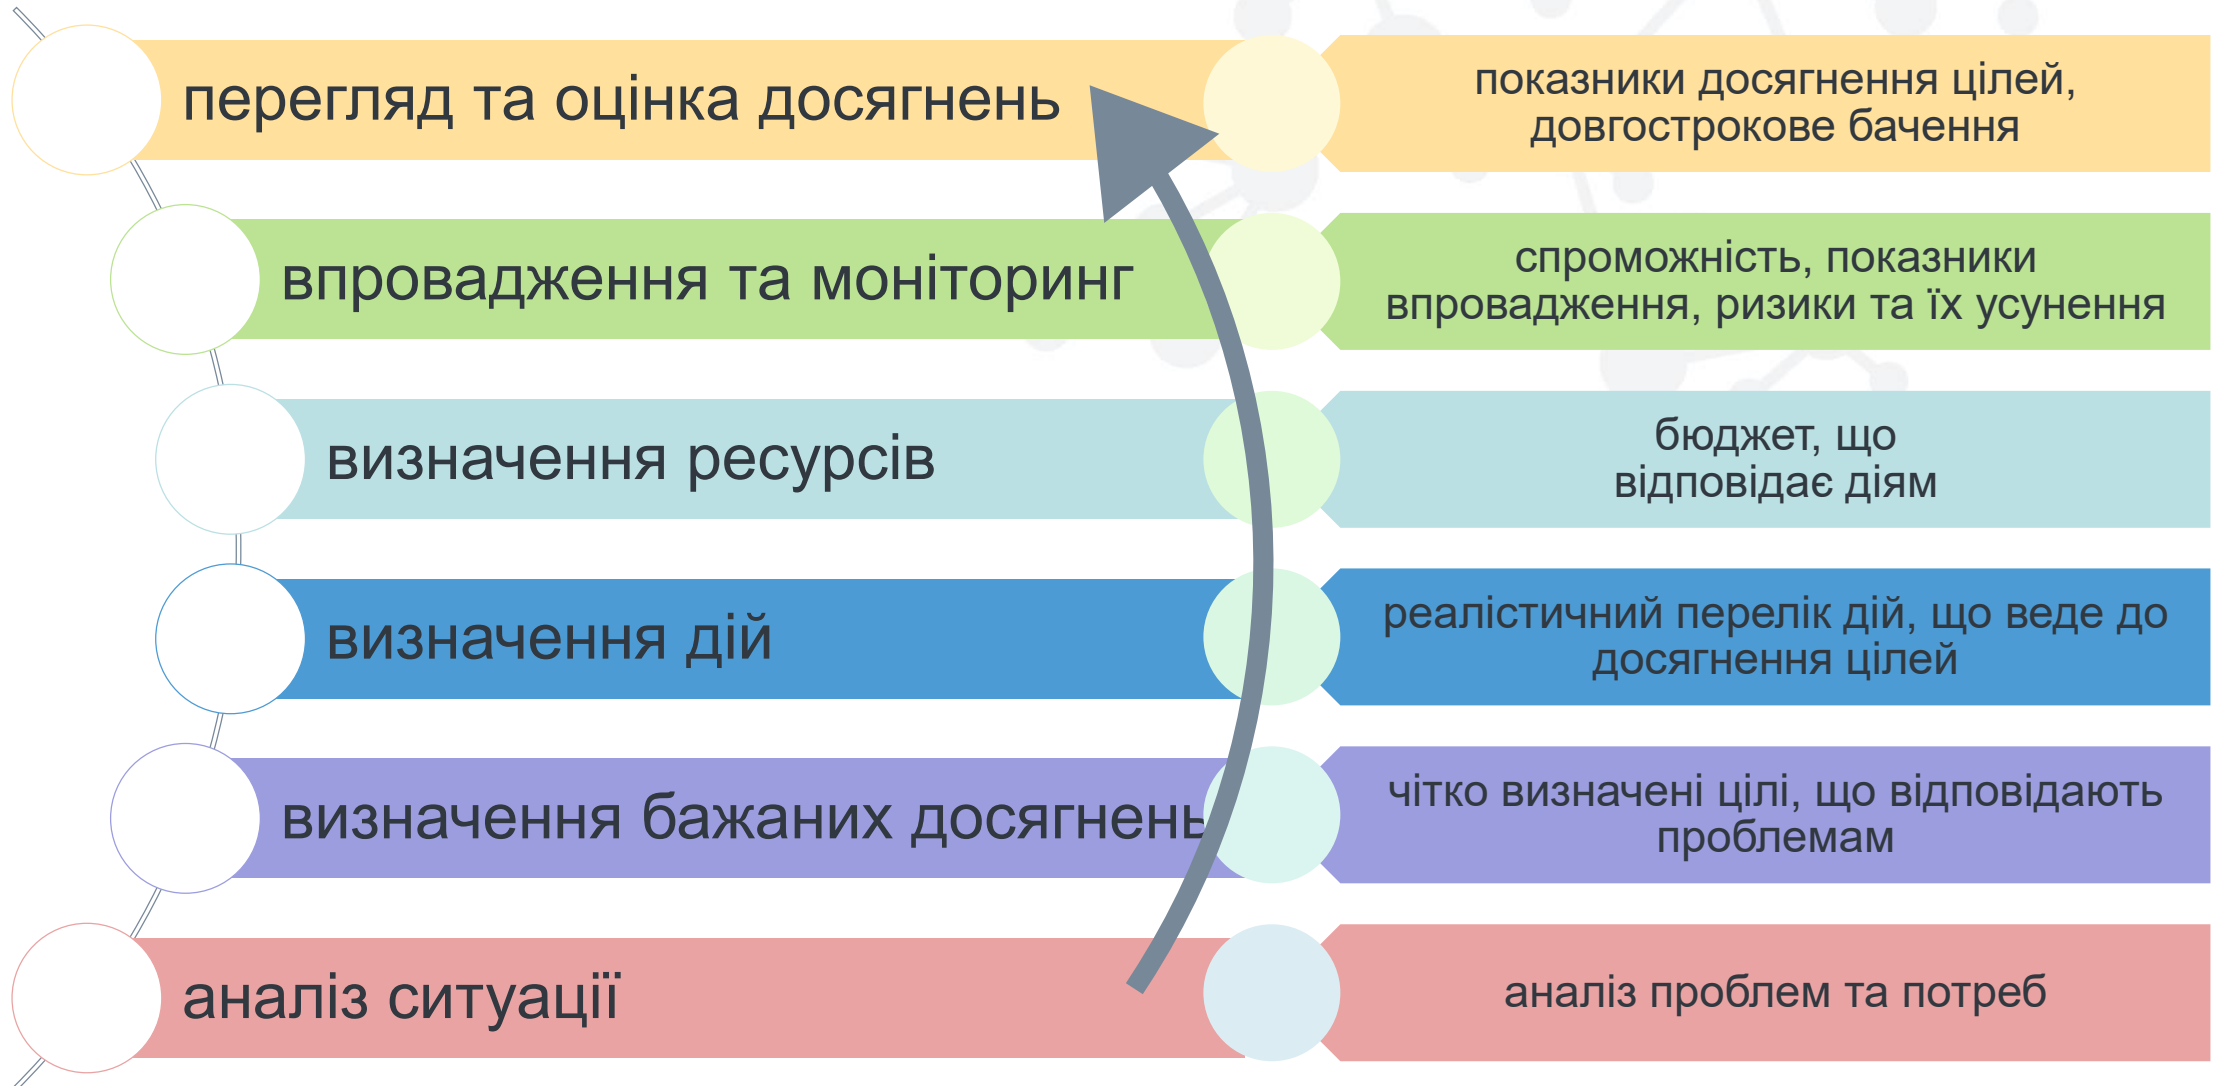 перегляд та оцінка досягнень
показники досягнення цілей,
довгострокове бачення
впровадження та моніторинг
спроможність, показники
впровадження, ризики та їх усунення
визначення ресурсів
бюджет, що
відповідає діям
визначення дій
реалістичний перелік дій, що веде до
досягнення цілей
визначення бажаних досягнень
чітко визначені цілі, що відповідають
проблемам
аналіз ситуації
аналіз проблем та потреб